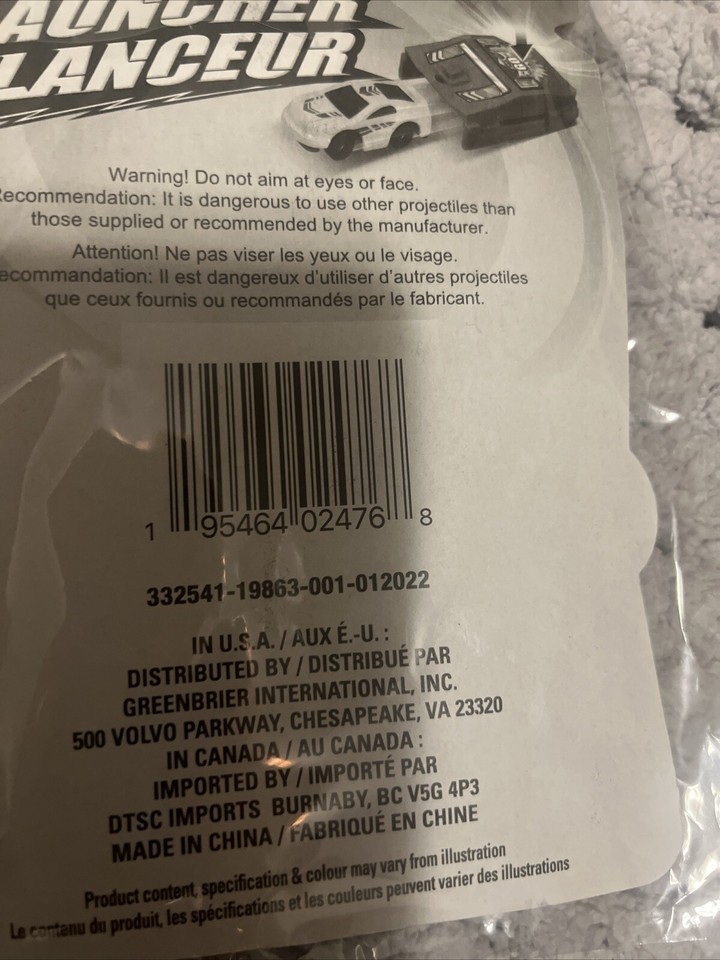 AUNCHER
LANCEUR
Warning! Do not aim at eyes or face.
ecommendation: It is dangerous to use other projectiles than
those supplied or recommended by the manufacturer.
Attention! Ne pas viser les yeux ou le visage.
ecommandation: Il est dangereux d'utiliser d'autres projectiles
que ceux fournis ou recommandés par le fabricant.
1 95464 02476 8
332541-19863-001-012022
IN U.S.A. / AUX É.-U. :
DISTRIBUTED BY / DISTRIBUÉ PAR
GREENBRIER INTERNATIONAL, INC.
500 VOLVO PARKWAY, CHESAPEAKE, VA 23320
IN CANADA / AU CANADA :
IMPORTED BY / IMPORTÉ PAR
DTSC IMPORTS BURNABY, BC V5G 4P3
MADE IN CHINA / FABRIQUÉ EN CHINE
Product content, specification & colour may vary from illustration
Le contenu du produit, les spécifications et les couleurs peuvent varier des illustrations